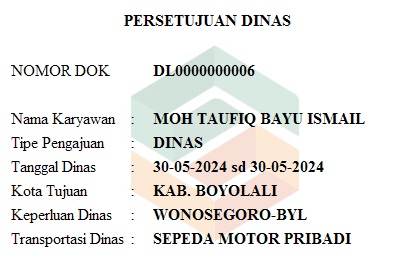 PERSETUJUAN DINAS
NOMOR DOK DL0000000006
Nama Karyawan : MOH TAUFIQ BAYU ISMAIL
Tipe Pengajuan : DINAS
Tanggal Dinas : 30-05-2024 sd 30-05-2024
Kota Tujuan : KAB. BOYOLALI
Keperluan Dinas : WONOSEGORO-BYL
Transportasi Dinas : SEPEDA MOTOR PRIBADI